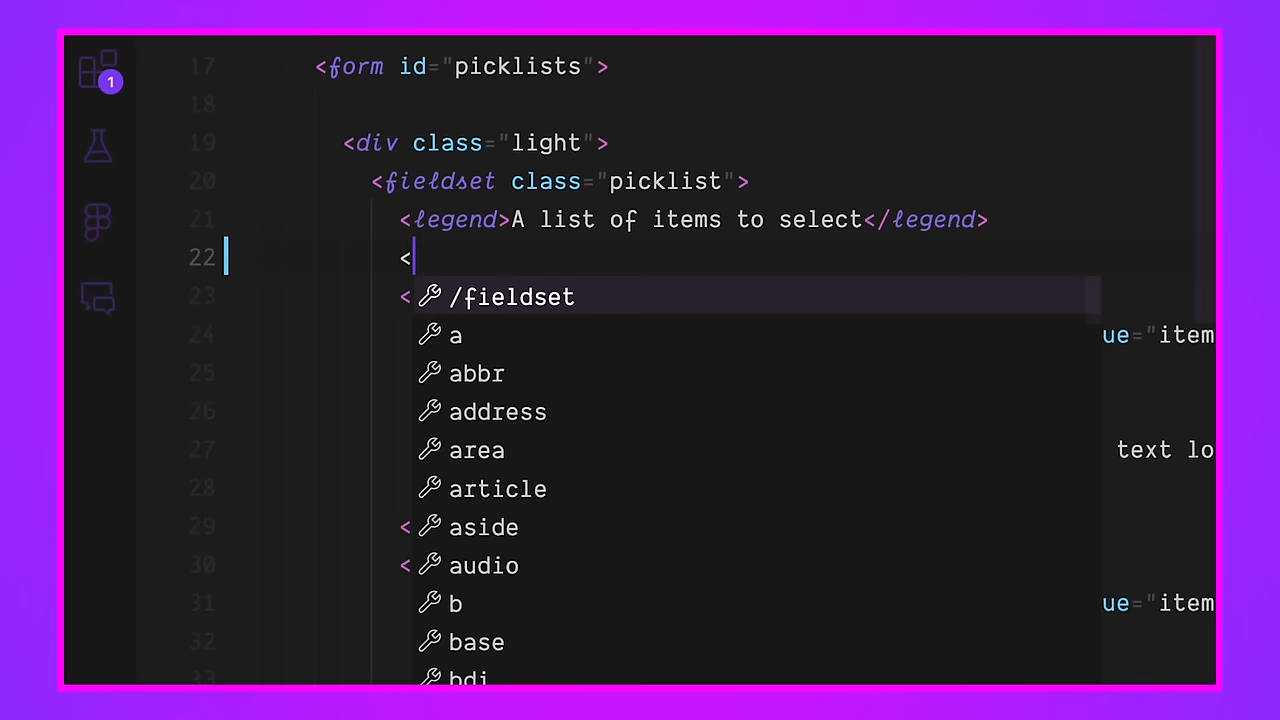 1
17 <form id="picklists">
18
19 <div class="light">
20 <fieldset class="picklist">
21 <legend>A list of items to select</legend>
22 <
23 < /fieldset
24 a ue="item
25 abbr
26 address
27 area text lo
28 article
29 < aside
30 < audio
31 b ue="item
32 base
33 bdi